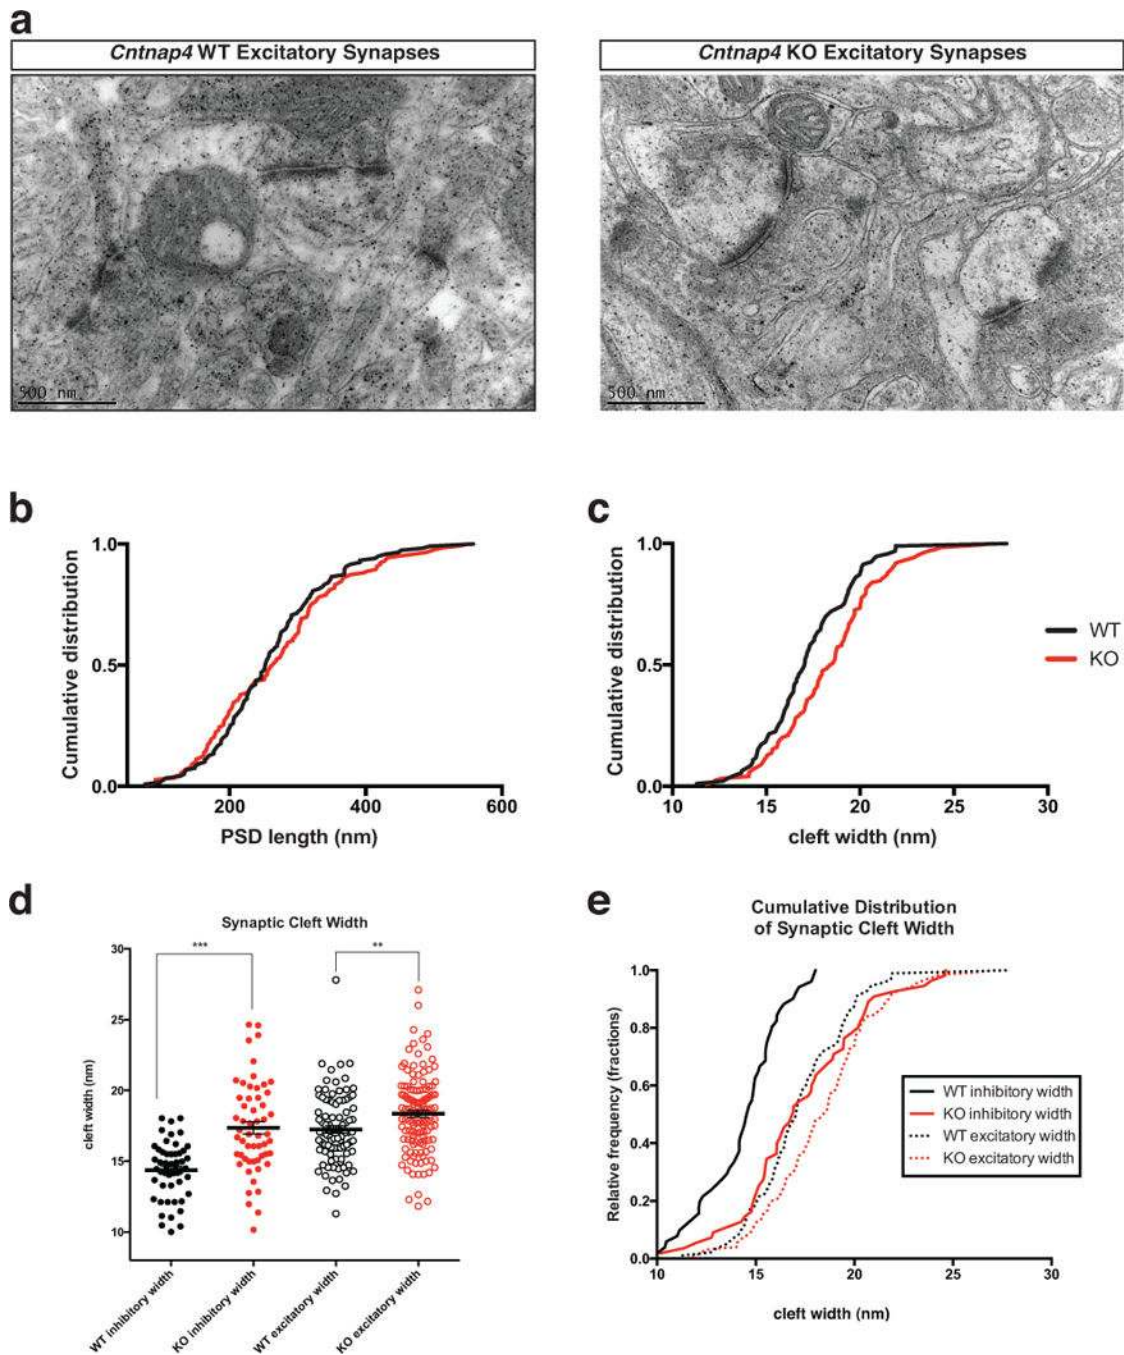 a
Cntnap4 WT Excitatory Synapses
Cntnap4 KO Excitatory Synapses
500 nm
500 nm
b
1.0
0.5
0.0
Cumulative distribution
200
400
600
PSD length (nm)
c
1.0
0.5
0.0
Cumulative distribution
10
15
20
25
30
cleft width (nm)
WT
KO
d
Synaptic Cleft Width
***
**
30
25
20
15
10
cleft width (nm)
WT inhibitory width
KO inhibitory width
WT excitatory width
KO excitatory width
e
Cumulative Distribution
of Synaptic Cleft Width
1.0
0.8
0.6
0.4
0.2
0.0
Relative frequency (fractions)
10
15
20
25
30
cleft width (nm)
WT inhibitory width
KO inhibitory width
WT excitatory width
KO excitatory width